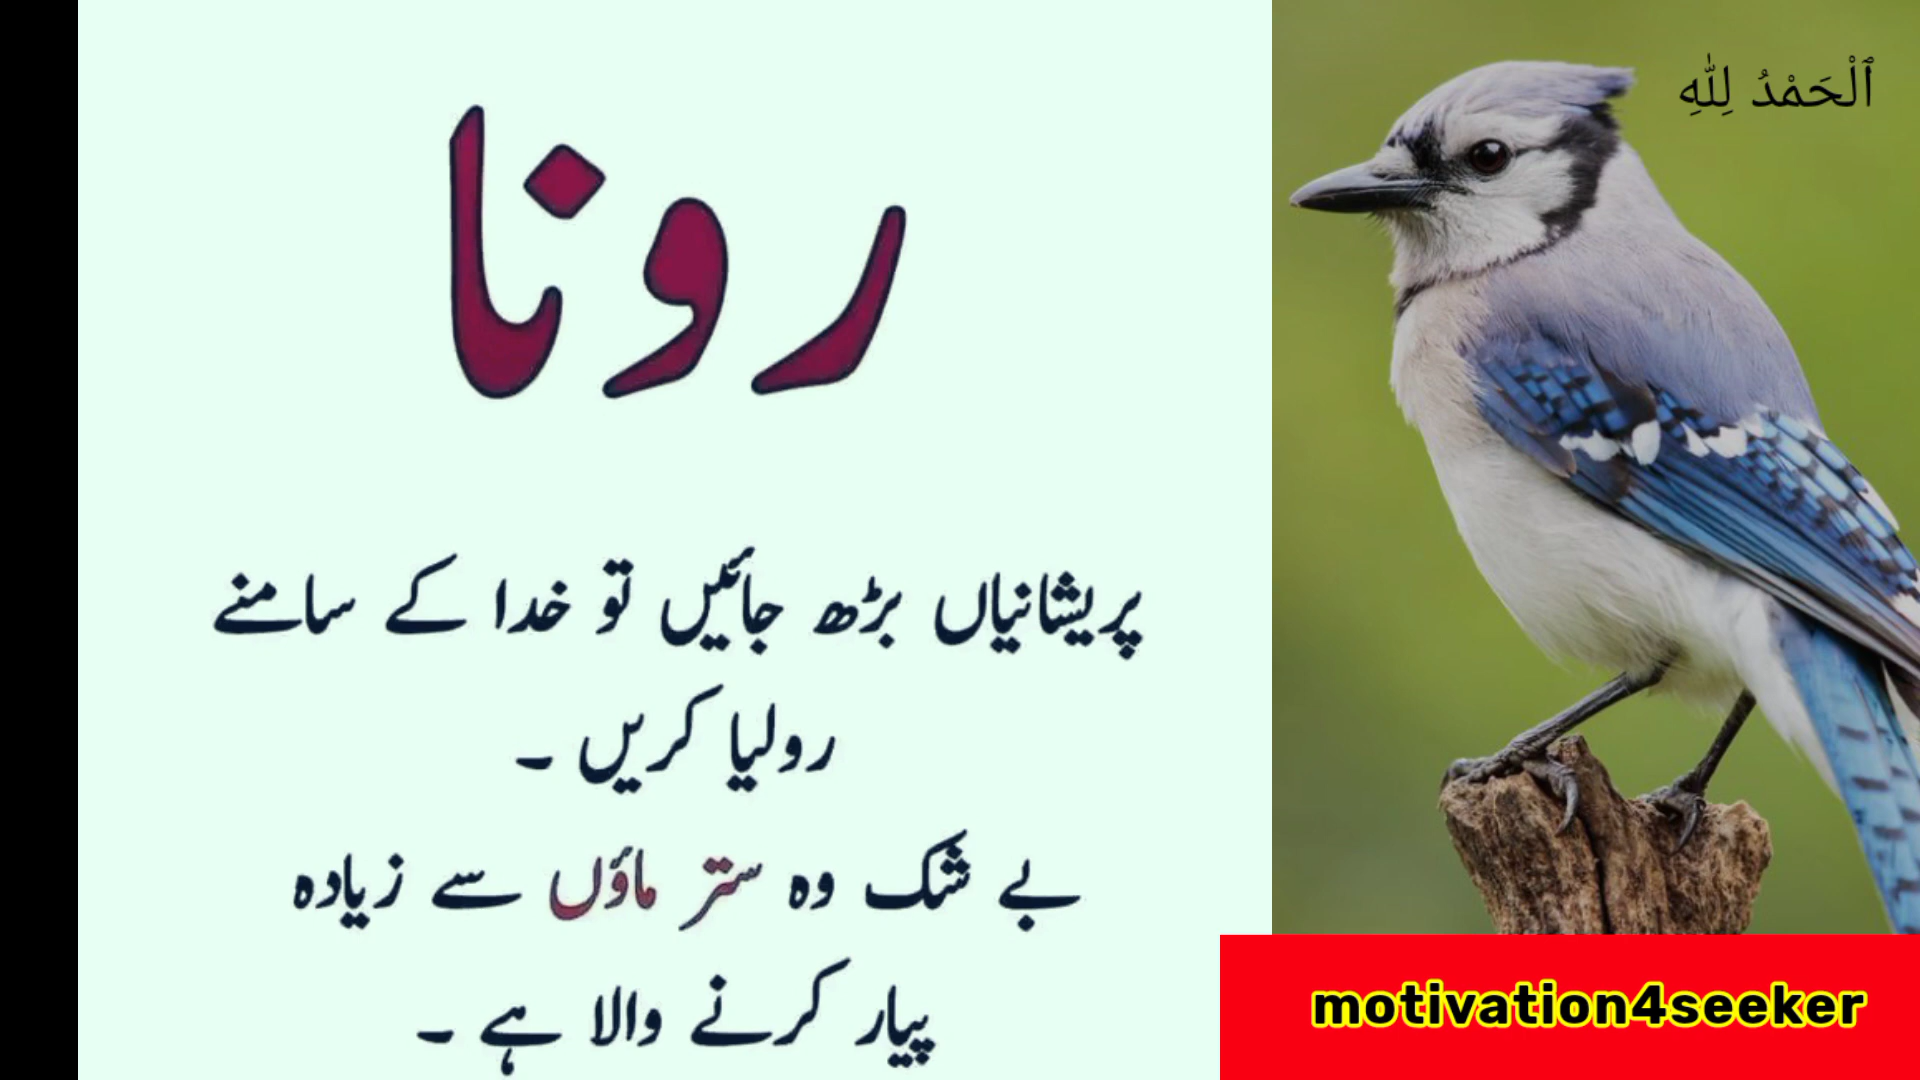 رونا
پریشانیاں بڑھ جائیں تو خدا کے سامنے
رولیا کریں ۔
بے شک وہ ستر ماؤں سے زیادہ
پیار کرنے والا ہے ۔
ٱلْحَمْدُ لِلّٰهِ
motivation4seeker